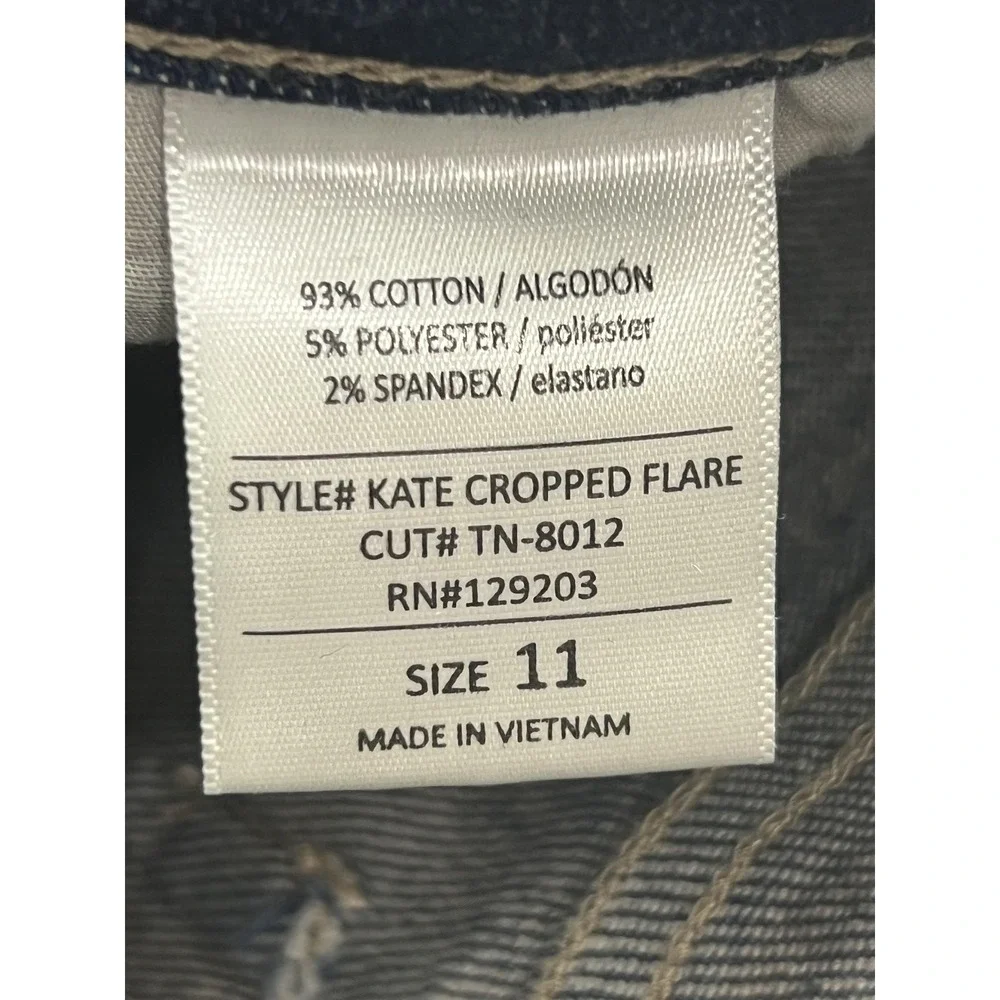 93% COTTON / ALGODÓN
5% POLYESTER / poliéster
2% SPANDEX / elastano
STYLE# KATE CROPPED FLARE
CUT# TN-8012
RN#129203
SIZE 11
MADE IN VIETNAM